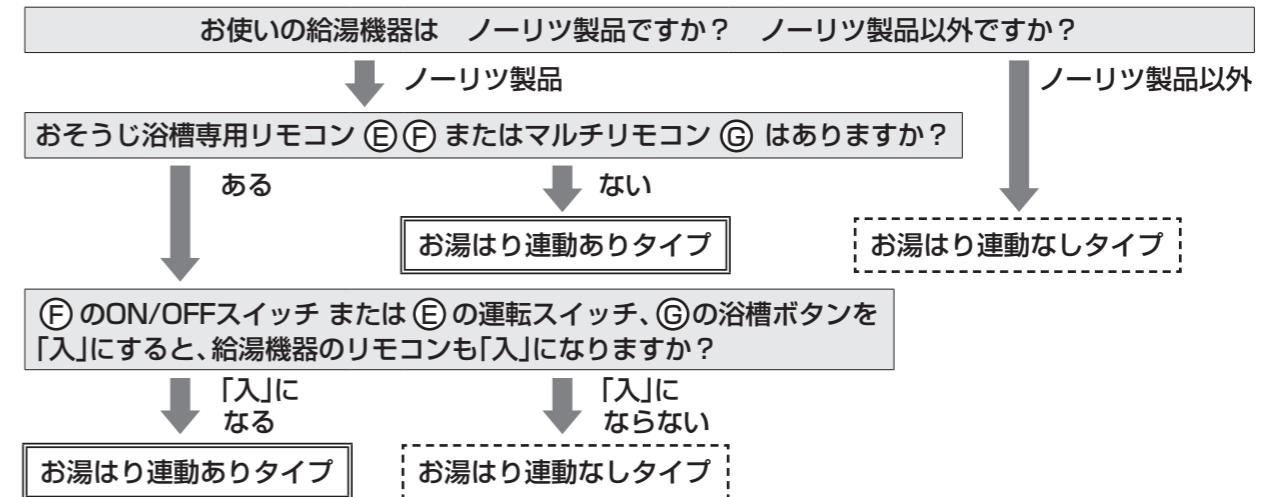 お使いの給湯機器は　ノーリツ製品ですか？　ノーリツ製品以外ですか？
ノーリツ製品
ノーリツ製品以外
おそうじ浴槽専用リモコン Ⓔ Ⓕ またはマルチリモコン Ⓖ はありますか？
ある
ない
お湯はり連動ありタイプ
お湯はり連動なしタイプ
Ⓕ のON/OFFスイッチ または Ⓔ の運転スイッチ、Ⓖの浴槽ボタンを
「入」にすると、給湯機器のリモコンも「入」になりますか？
「入」に
なる
「入」に
ならない
お湯はり連動ありタイプ
お湯はり連動なしタイプ